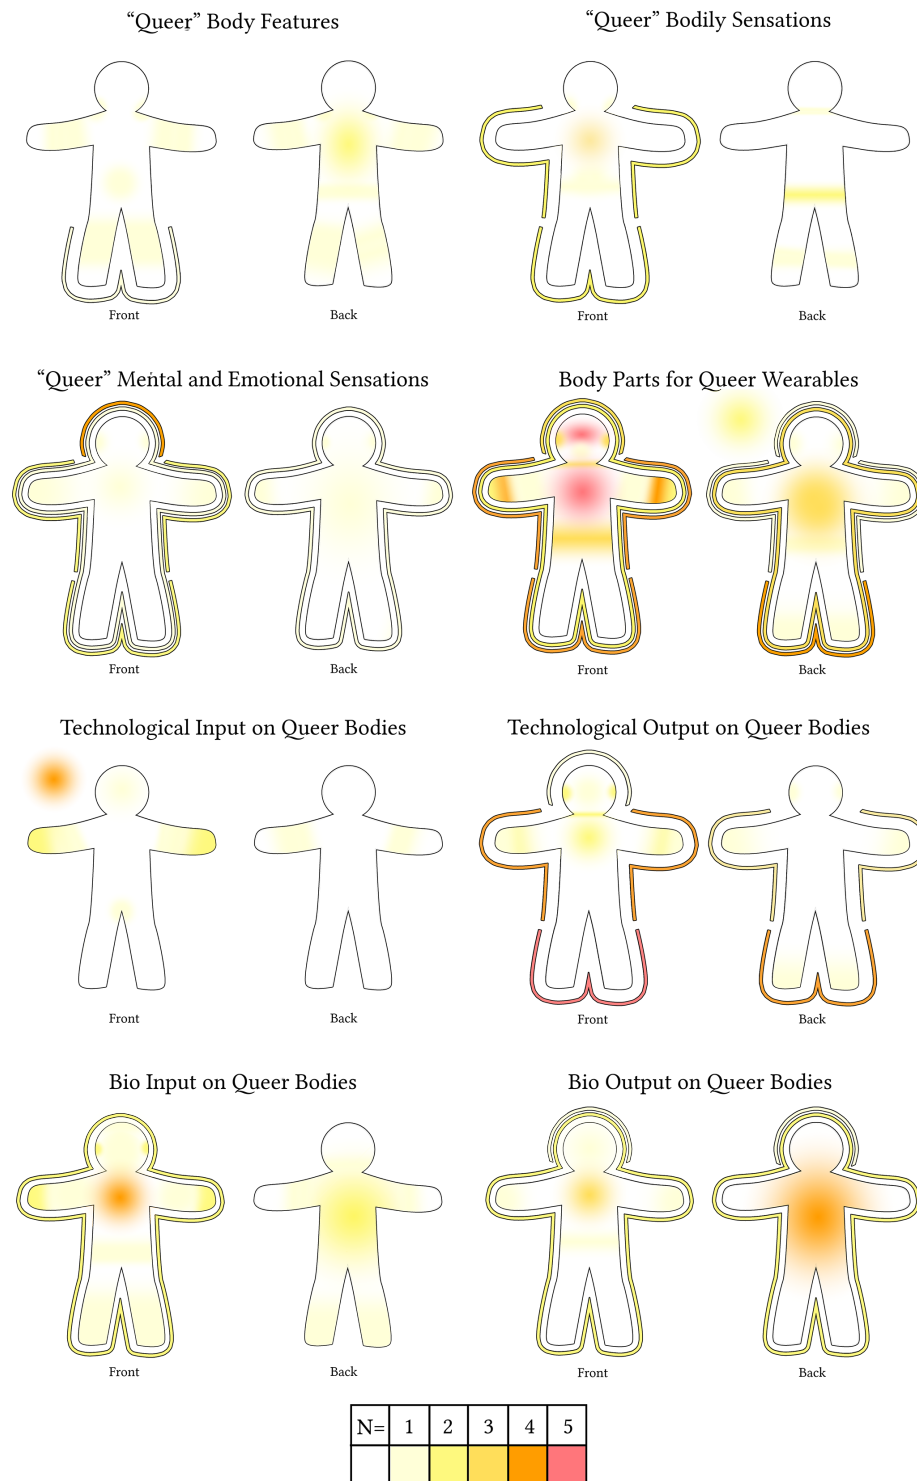 “Queer” Body Features
“Queer” Bodily Sensations
Front
Back
Front
Back
“Queer” Mental and Emotional Sensations
Body Parts for Queer Wearables
Front
Back
Front
Back
Technological Input on Queer Bodies
Technological Output on Queer Bodies
Front
Back
Front
Back
Bio Input on Queer Bodies
Bio Output on Queer Bodies
Front
Back
Front
Back
N= 1 2 3 4 5